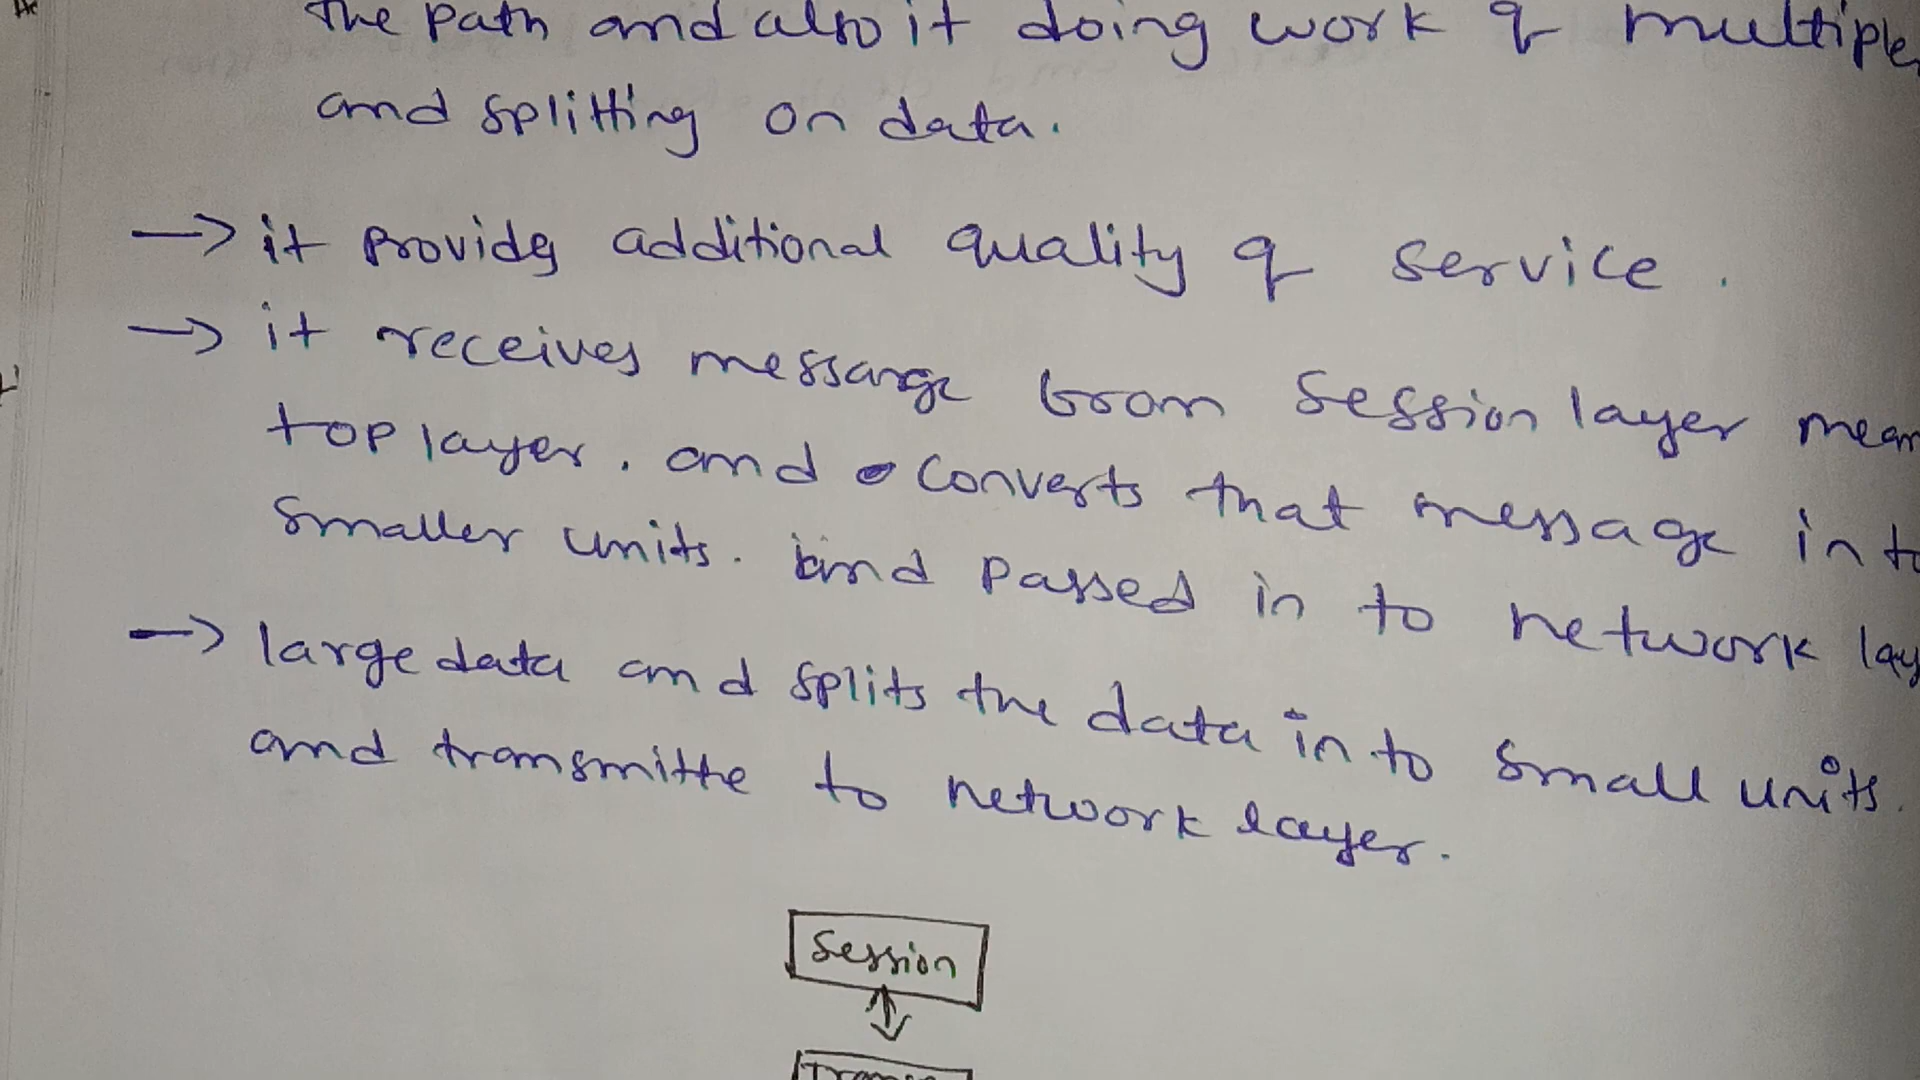 The path and also it doing work of multiple
and splitting on data.
→ it provides additional quality of service.
→ it receives message from Session layer mean
top layer. and converts that message into
smaller units. and passed in to network lay
→ large data and splits the data in to small units.
and transmitte to network layer.
Session